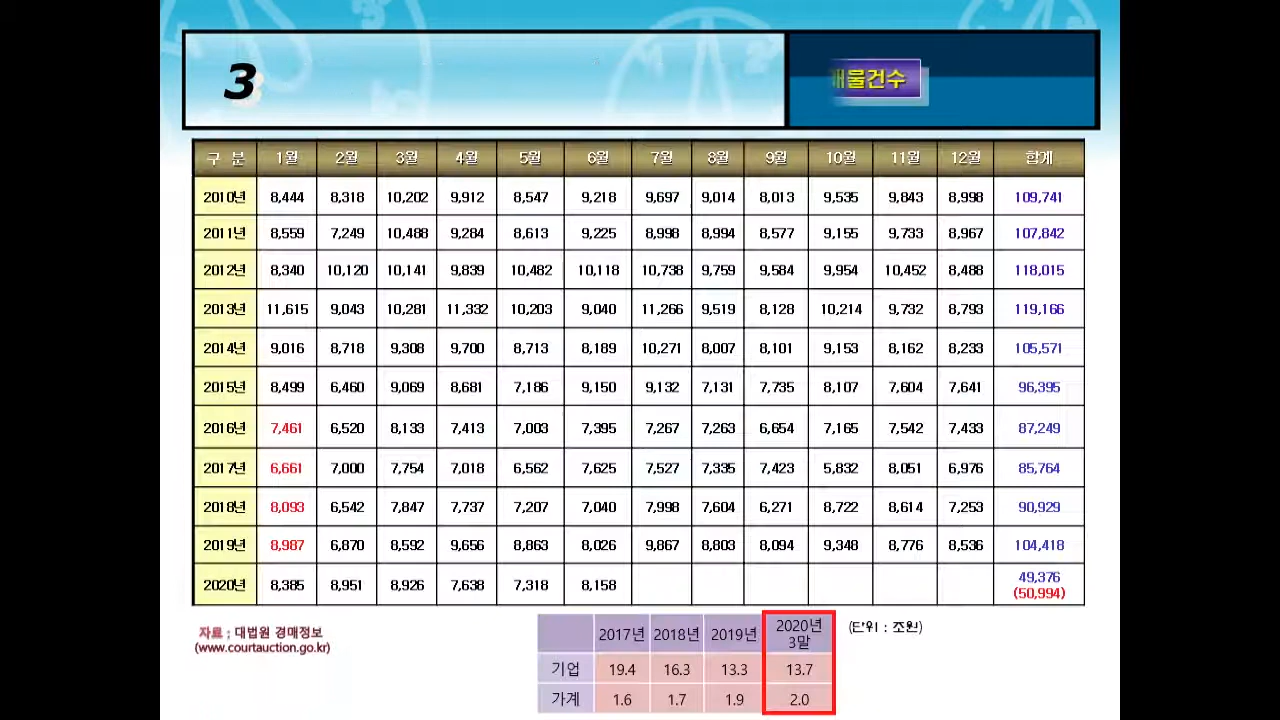 3
매물건수
구 분 1월 2월 3월 4월 5월 6월 7월 8월 9월 10월 11월 12월 합계
2010년 8,444 8,318 10,202 9,912 8,547 9,218 9,697 9,014 8,013 9,535 9,843 8,998 109,741
2011년 8,559 7,249 10,488 9,284 8,613 9,225 8,998 8,994 8,577 9,155 9,733 8,967 107,842
2012년 8,340 10,120 10,141 9,839 10,482 10,118 10,738 9,759 9,584 9,954 10,452 8,488 118,015
2013년 11,615 9,043 10,281 11,332 10,203 9,040 11,266 9,519 8,128 10,214 9,732 8,793 119,166
2014년 9,016 8,718 9,308 9,700 8,713 8,189 10,271 8,007 8,101 9,153 8,162 8,233 105,571
2015년 8,499 6,460 9,069 8,681 7,186 9,150 9,132 7,131 7,735 8,107 7,604 7,641 96,395
2016년 7,461 6,520 8,133 7,413 7,003 7,395 7,267 7,263 6,654 7,165 7,542 7,433 87,249
2017년 6,661 7,000 7,754 7,018 6,562 7,625 7,527 7,335 7,423 5,832 8,051 6,976 85,764
2018년 8,093 6,542 7,847 7,737 7,207 7,040 7,998 7,604 6,271 8,722 8,614 7,253 90,929
2019년 8,987 6,870 8,592 9,656 8,863 8,026 9,867 8,803 8,094 9,348 8,776 8,536 104,418
2020년 8,385 8,951 8,926 7,638 7,318 8,158 49,376
(50,994)
자료 ; 대법원 경매정보
(www.courtauction.go.kr)
2017년 2018년 2019년 2020년
3말
기업 19.4 16.3 13.3 13.7
가계 1.6 1.7 1.9 2.0
(단위 : 조원)